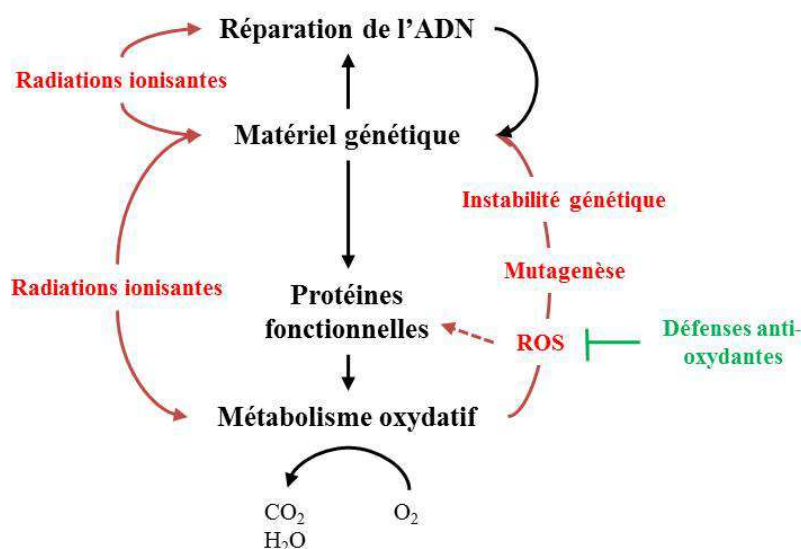 Réparation de l’ADN
Radiations ionisantes
Matériel génétique
Instabilité génétique
Radiations ionisantes
Mutagenèse
Protéines
fonctionnelles
ROS
Défenses anti-
oxydantes
Métabolisme oxydatif
CO₂
O₂
H₂O